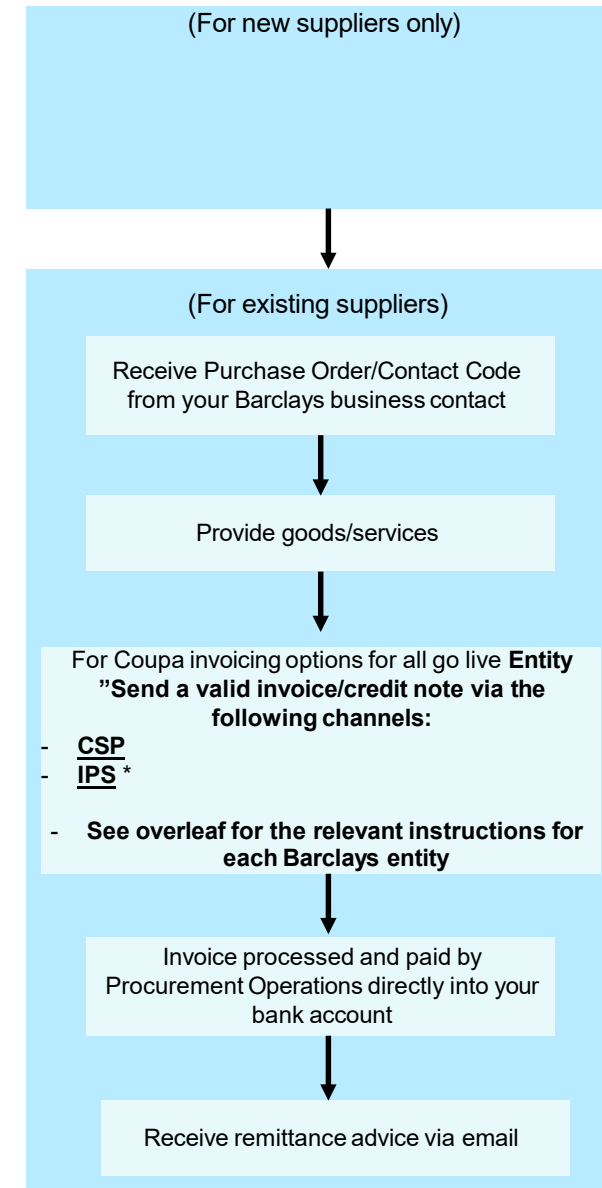 (For new suppliers only)
(For existing suppliers)
Receive Purchase Order/Contact Code
from your Barclays business contact
Provide goods/services
For Coupa invoicing options for all go live Entity
”Send a valid invoice/credit note via the
following channels:
- CSP
- IPS *
- See overleaf for the relevant instructions for
each Barclays entity
Invoice processed and paid by
Procurement Operations directly into your
bank account
Receive remittance advice via email